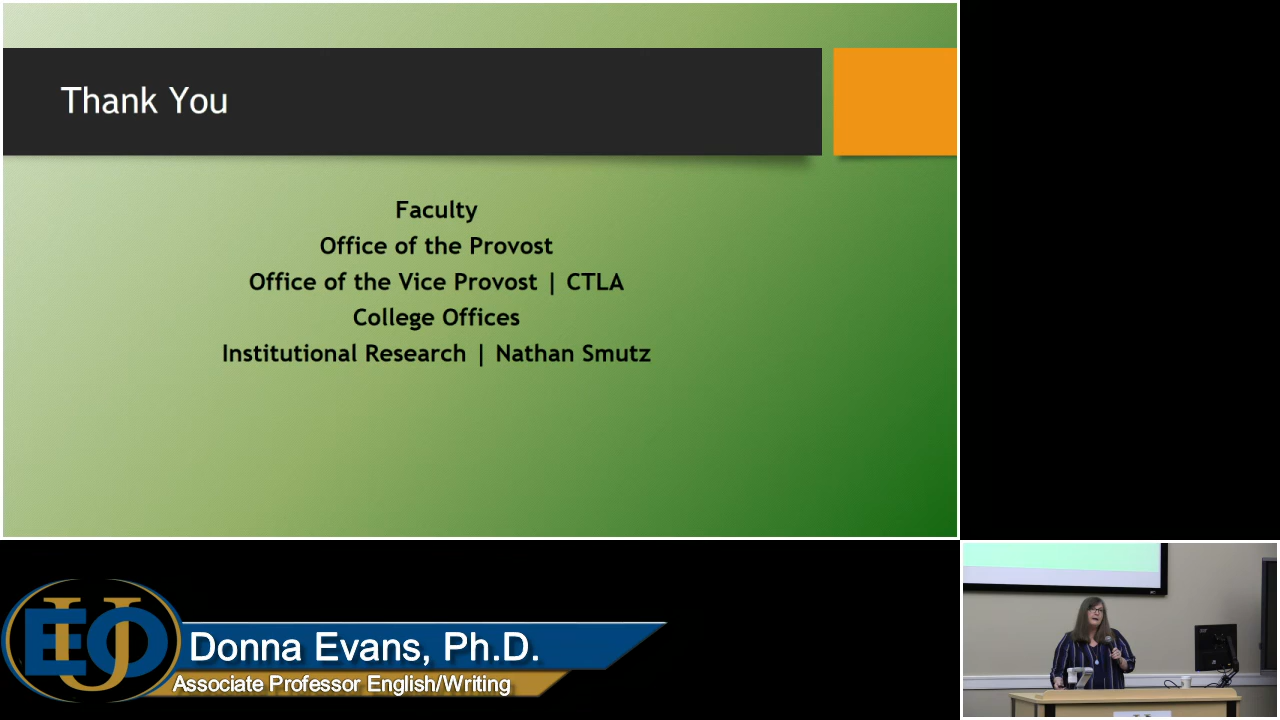 Thank You
Faculty
Office of the Provost
Office of the Vice Provost | CTLA
College Offices
Institutional Research | Nathan Smutz
EOU
Donna Evans, Ph.D.
Associate Professor English/Writing